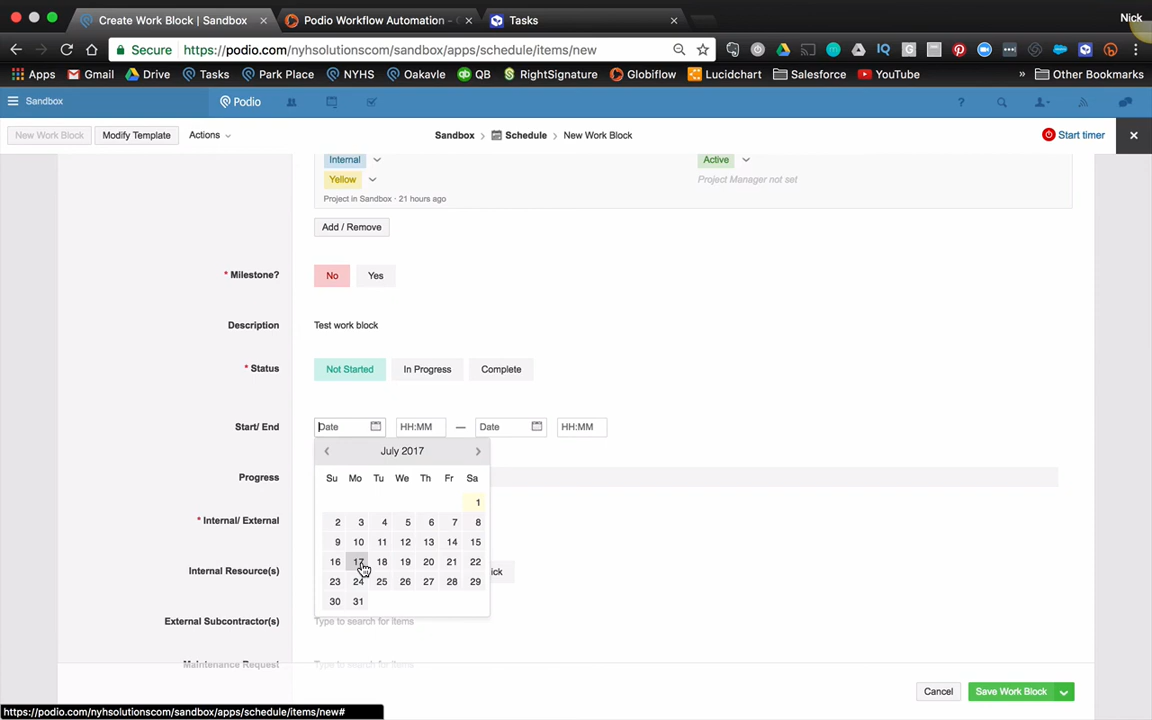 Create Work Block | Sandbox
Podio Workflow Automation -
Tasks
Nick
Secure
https://podio.com/nyhsolutionscom/sandbox/apps/schedule/items/new
Apps
Gmail
Drive
Tasks
Park Place
NYHS
Oakavle
QB
RightSignature
Globiflow
Lucidchart
Salesforce
YouTube
»
Other Bookmarks
Sandbox
Podio
?
New Work Block
Modify Template
Actions
Sandbox > Schedule > New Work Block
Start timer
Internal
Active
Yellow
Project Manager not set
Project in Sandbox · 21 hours ago
Add / Remove
* Milestone?
No
Yes
Description
Test work block
* Status
Not Started
In Progress
Complete
Start/ End
Date
HH:MM
—
Date
HH:MM
July 2017
Su Mo Tu We Th Fr Sa
1
2 3 4 5 6 7 8
9 10 11 12 13 14 15
16 17 18 19 20 21 22
23 24 25 26 27 28 29
30 31
Progress
* Internal/ External
Internal Resource(s)
ick
External Subcontractor(s)
Type to search for items
Maintenance Request
Type to search for items
Cancel
Save Work Block
https://podio.com/nyhsolutionscom/sandbox/apps/schedule/items/new#